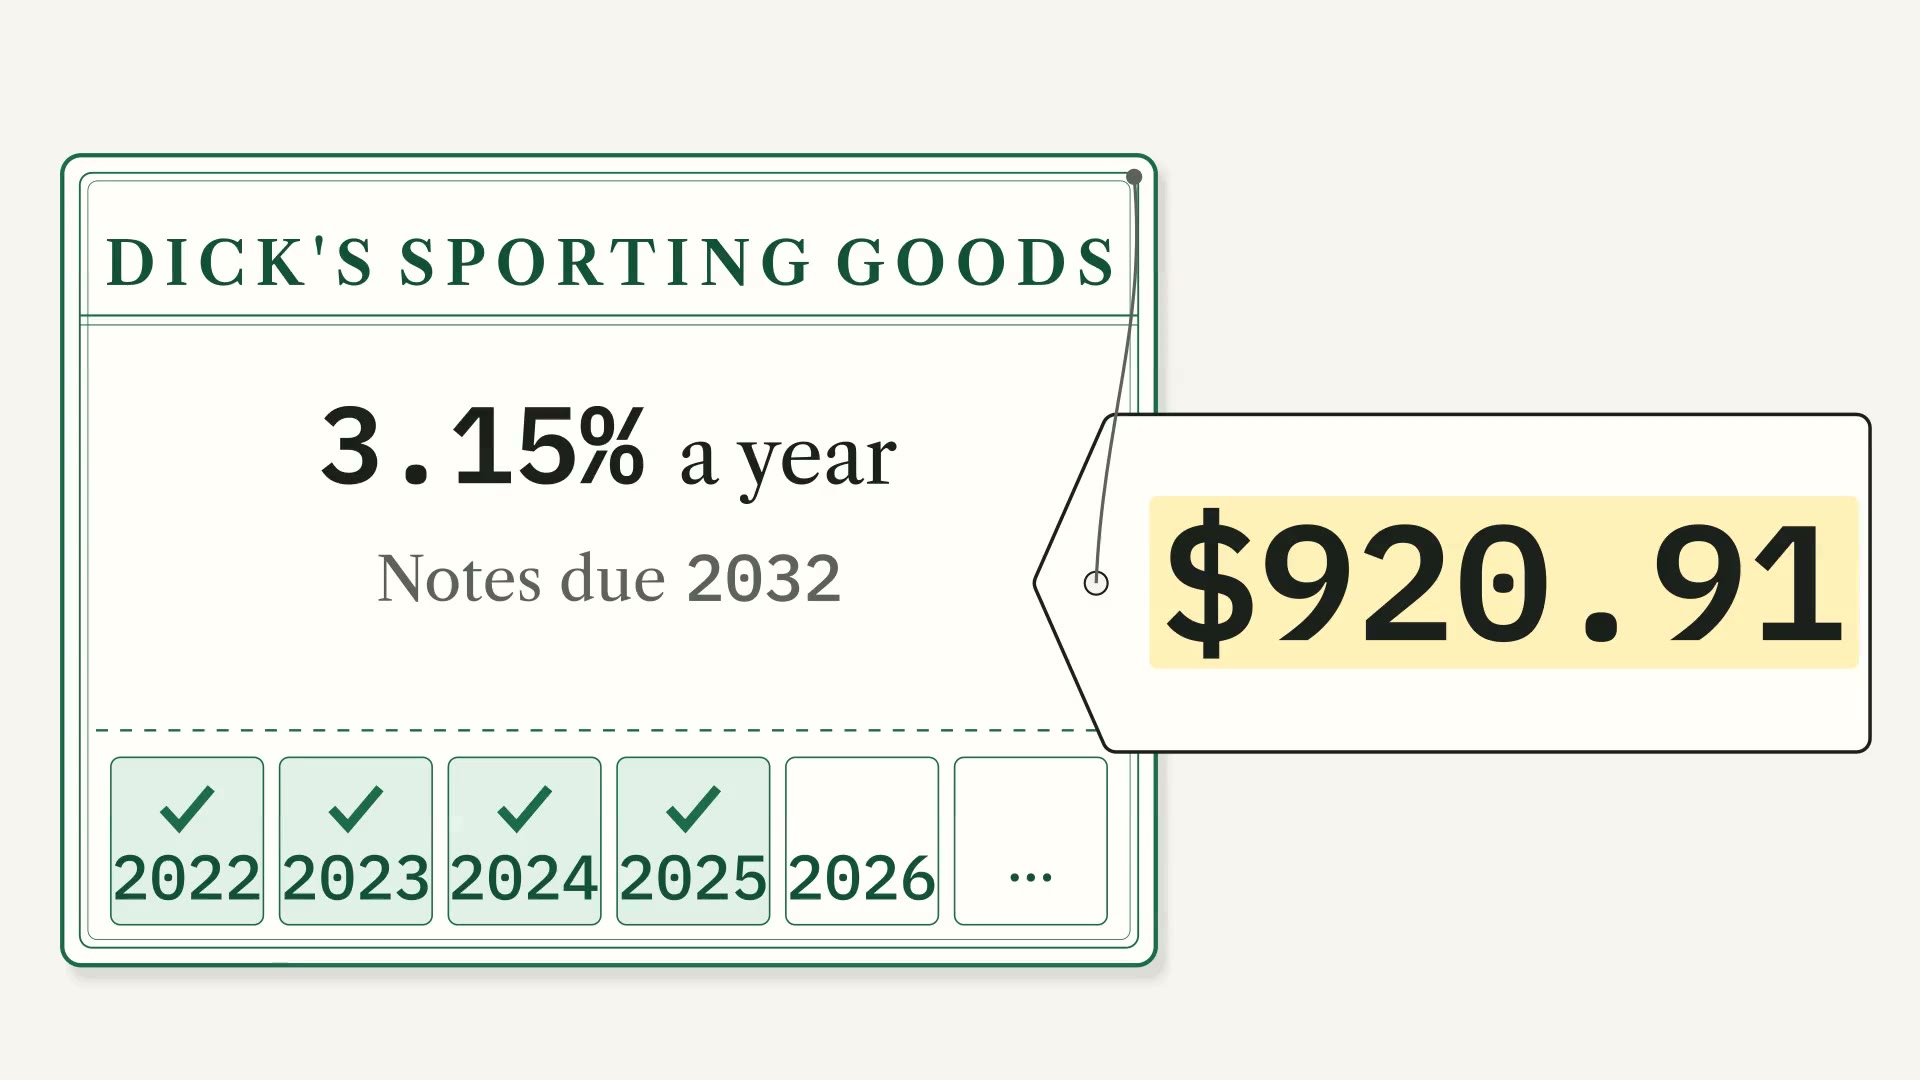 DICK'S SPORTING GOODS
3.15% a year
Notes due 2032
$920.91
2022 2023 2024 2025 2026 ...